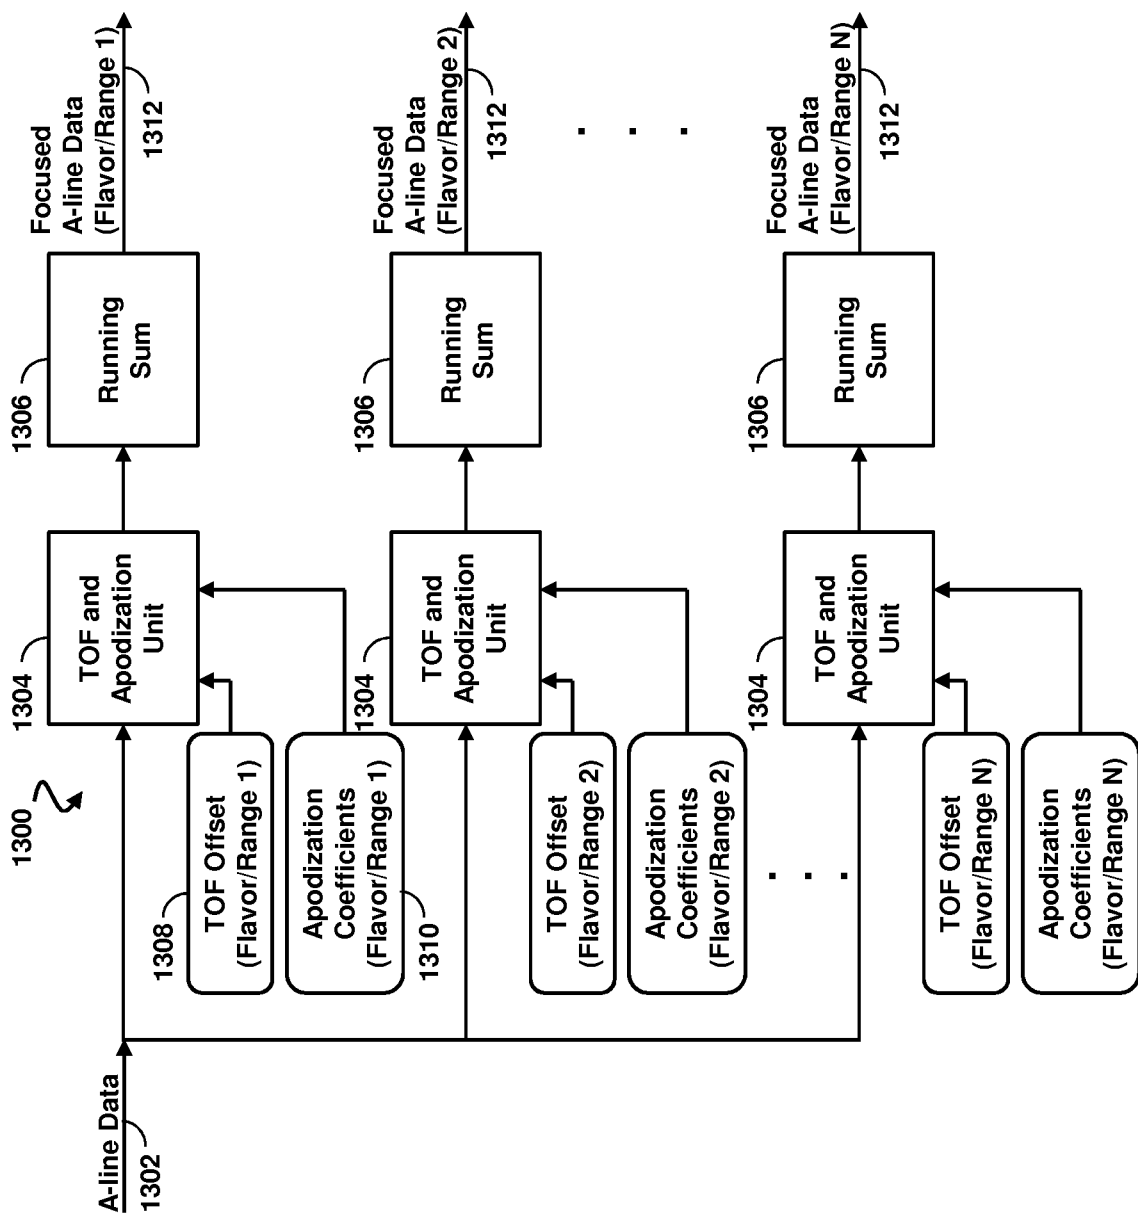 1300
A-line Data
1302
1304
TOF and
Apodization
Unit
1306
Running
Sum
Focused
A-line Data
(Flavor/Range 1)
1312
1308
TOF Offset
(Flavor/Range 1)
Apodization
Coefficients
(Flavor/Range 1)
1310
1304
TOF and
Apodization
Unit
1306
Running
Sum
Focused
A-line Data
(Flavor/Range 2)
1312
TOF Offset
(Flavor/Range 2)
Apodization
Coefficients
(Flavor/Range 2)
. . .
. . .
1304
TOF and
Apodization
Unit
1306
Running
Sum
Focused
A-line Data
(Flavor/Range N)
1312
TOF Offset
(Flavor/Range N)
Apodization
Coefficients
(Flavor/Range N)